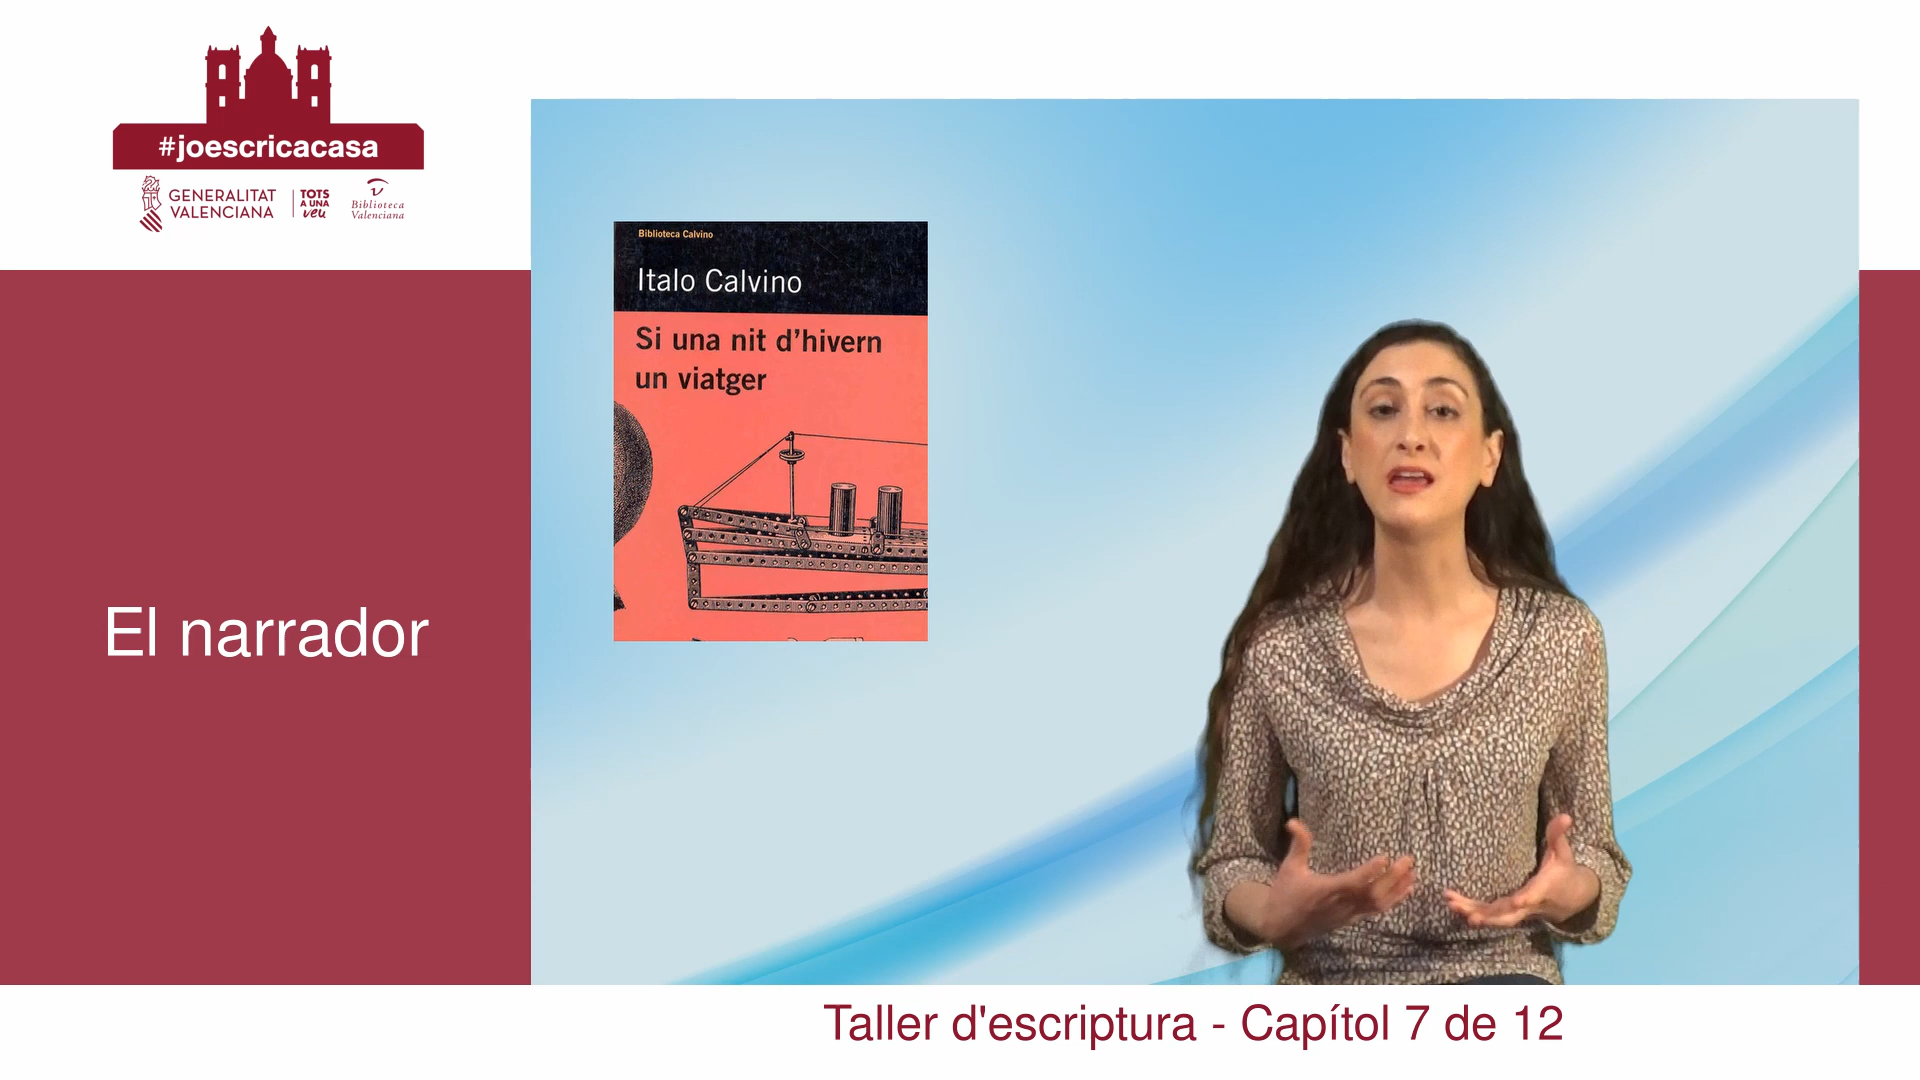 #joescricacasa
GENERALITAT
VALENCIANA
TOTS
A UNA
veu
Biblioteca
Valenciana
Biblioteca Calvino
Italo Calvino
Si una nit d'hivern
un viatger
El narrador
Taller d'escriptura - Capítol 7 de 12